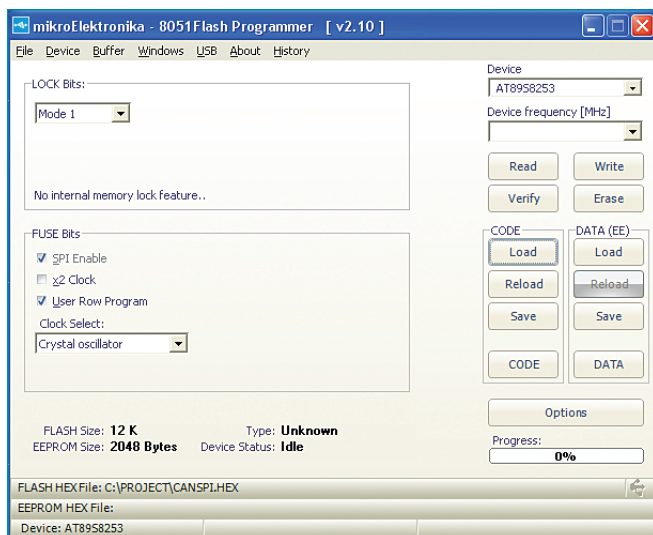 mikroElektronika - 8051Flash Programmer [ v2.10 ]
File Device Buffer Windows USB About History
LOCK Bits:
Mode 1
No internal memory lock feature..
FUSE Bits
SPI Enable
x2 Clock
User Row Program
Clock Select:
Crystal oscillator
FLASH Size: 12 K Type: Unknown
EEPROM Size: 2048 Bytes Device Status: Idle
Device
AT89S8253
Device frequency [MHz]
Read Write
Verify Erase
CODE DATA (EE)
Load Load
Reload Reload
Save Save
CODE DATA
Options
Progress:
0%
FLASH HEX File: C:\PROJECT\CANSPI.HEX
EEPROM HEX File:
Device: AT89S8253